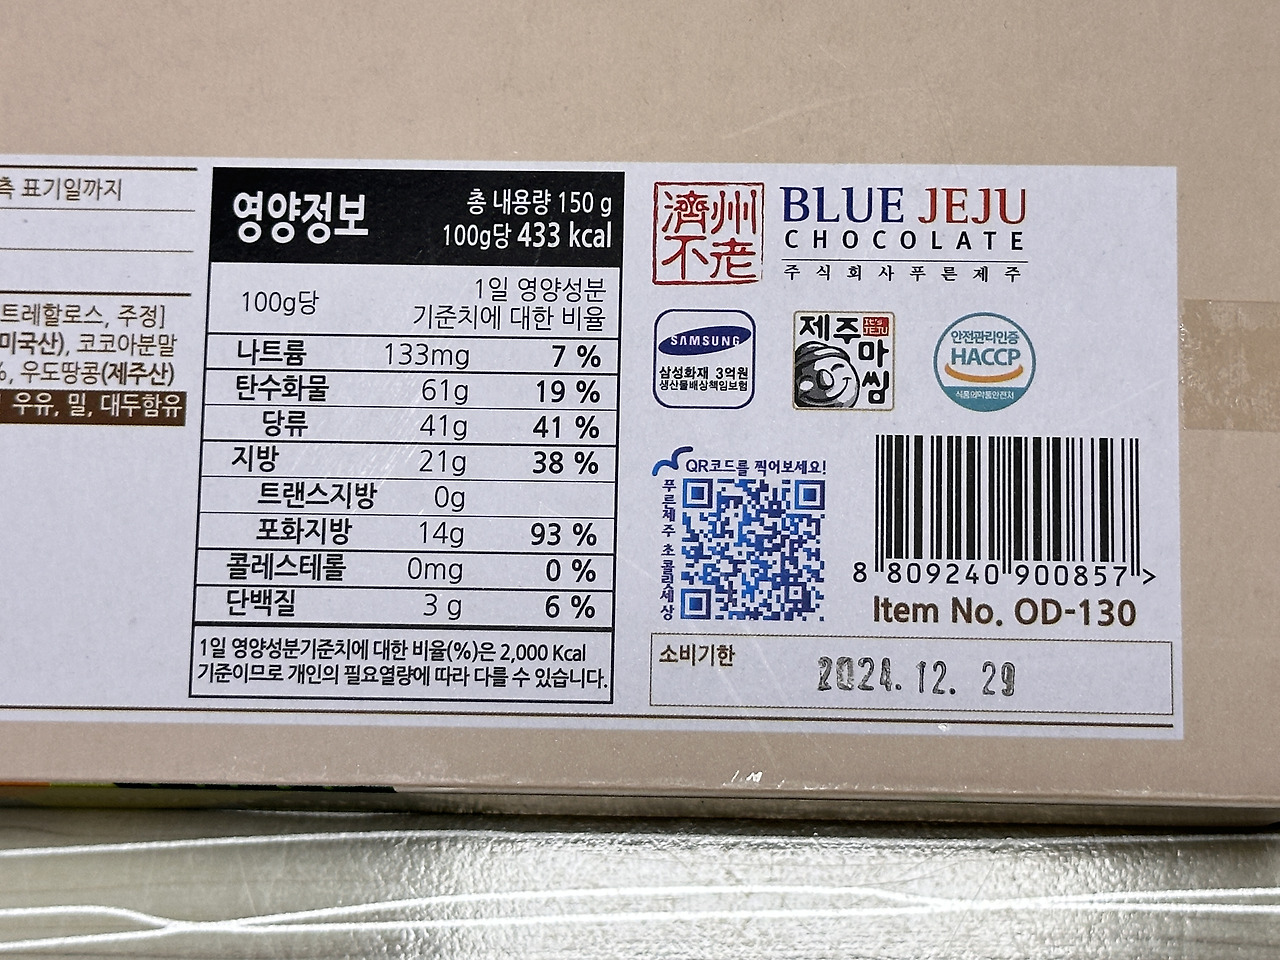 측 표기일까지
트레할로스, 주정]
미국산), 코코아분말
%, 우도땅콩(제주산)
우유, 밀, 대두함유
영양정보
총 내용량 150 g
100g당 433 kcal
100g당
1일 영양성분
기준치에 대한 비율
나트륨 133mg 7 %
탄수화물 61g 19 %
당류 41g 41 %
지방 21g 38 %
트랜스지방 0g
포화지방 14g 93 %
콜레스테롤 0mg 0 %
단백질 3 g 6 %
1일 영양성분기준치에 대한 비율(%)은 2,000 Kcal
기준이므로 개인의 필요열량에 따라 다를 수 있습니다.
濟州
不老
BLUE JEJU
CHOCOLATE
주식회사푸른제주
SAMSUNG
삼성화재 3억원
생산물배상책임보험
제주
It's
JEJU
마
씸
안전관리인증
HACCP
식품의약품안전처
QR코드를 찍어보세요!
푸른제주 초콜릿세상
8 809240 900857 >
Item No. OD-130
소비기한
2024. 12. 29